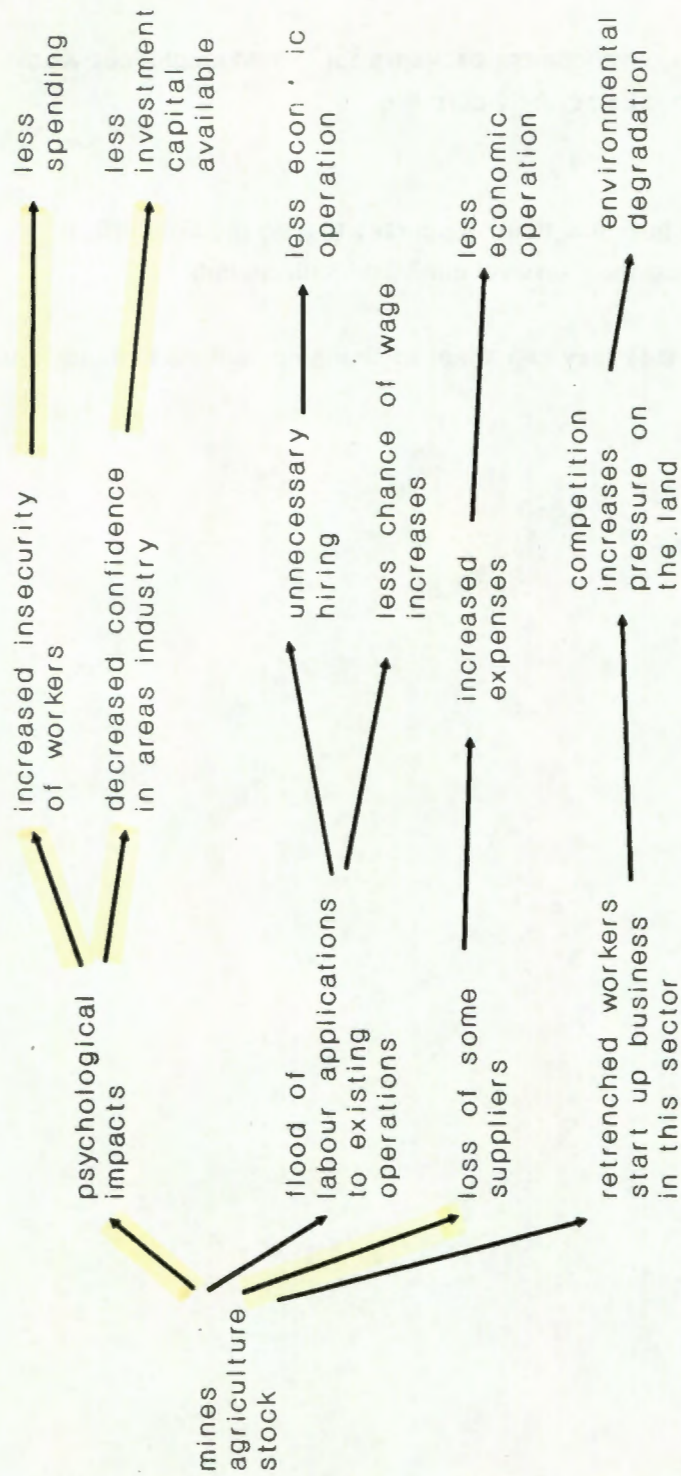 mines
agriculture
stock
psychological
impacts
increased insecurity
of workers
less
spending
decreased confidence
in areas industry
less
investment
capital
available
flood of
labour applications
to existing
operations
unnecessary
hiring
less econ ' ic
operation
less chance of wage
increases
loss of some
suppliers
increased
expenses
less
economic
operation
retrenched workers
start up business
in this sector
competition
increases
pressure on
the.land
environmental
degradation